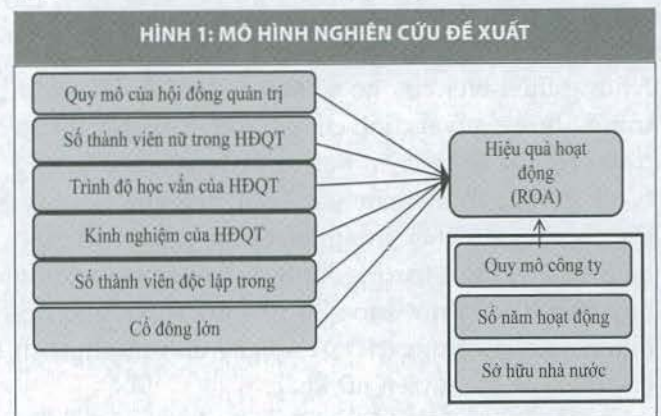 HÌNH 1: MÔ HÌNH NGHIÊN CỨU ĐỀ XUẤT
Quy mô của hội đồng quản trị
Số thành viên nữ trong HĐQT
Trình độ học vấn của HĐQT
Kinh nghiệm của HĐQT
Số thành viên độc lập trong
Cổ đông lớn
Hiệu quả hoạt
động
(ROA)
Quy mô công ty
Số năm hoạt động
Sở hữu nhà nước